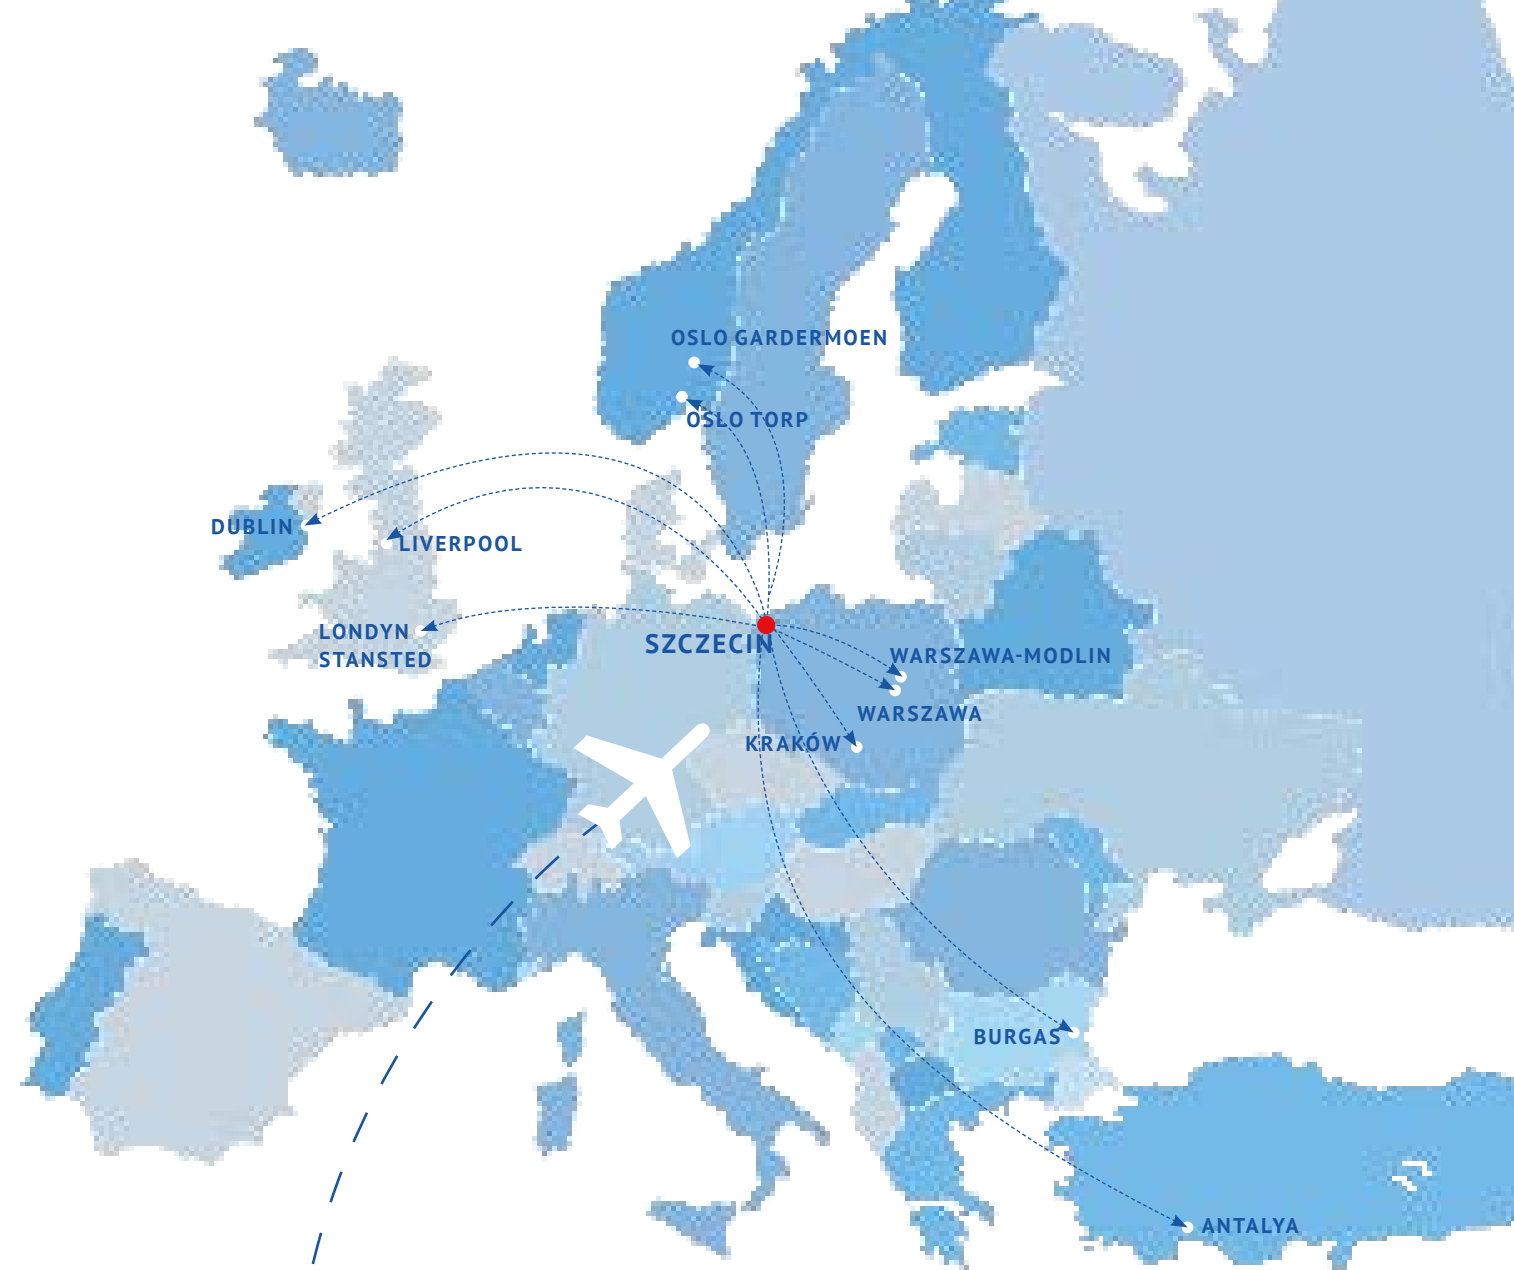 OSLO GARDERMOEN
OSLO TORP
DUBLIN
LIVERPOOL
LONDYN
STANSTED
SZCZECIN
WARSZAWA-MODLIN
WARSZAWA
KRAKÓW
BURGAS
ANTALYA